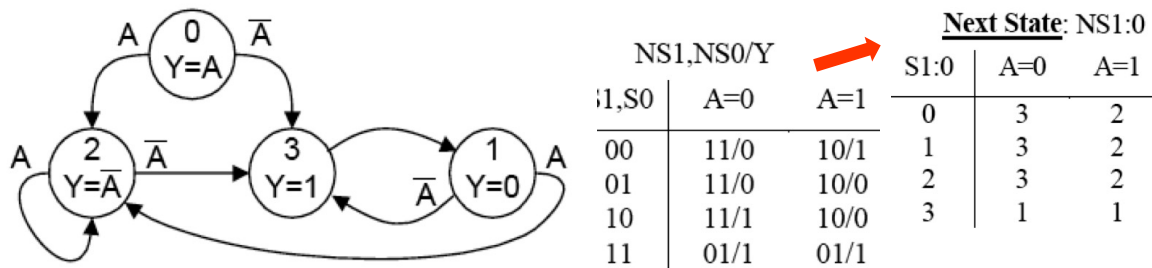 0
A A̅
Y=A
2
A A̅
Y=A̅
3
Y=1
1
A
A̅
Y=0
NS1,NS0/Y
S1,S0 A=0 A=1
00 11/0 10/1
01 11/0 10/0
10 11/1 10/0
11 01/1 01/1
Next State: NS1:0
S1:0 A=0 A=1
0 3 2
1 3 2
2 3 2
3 1 1